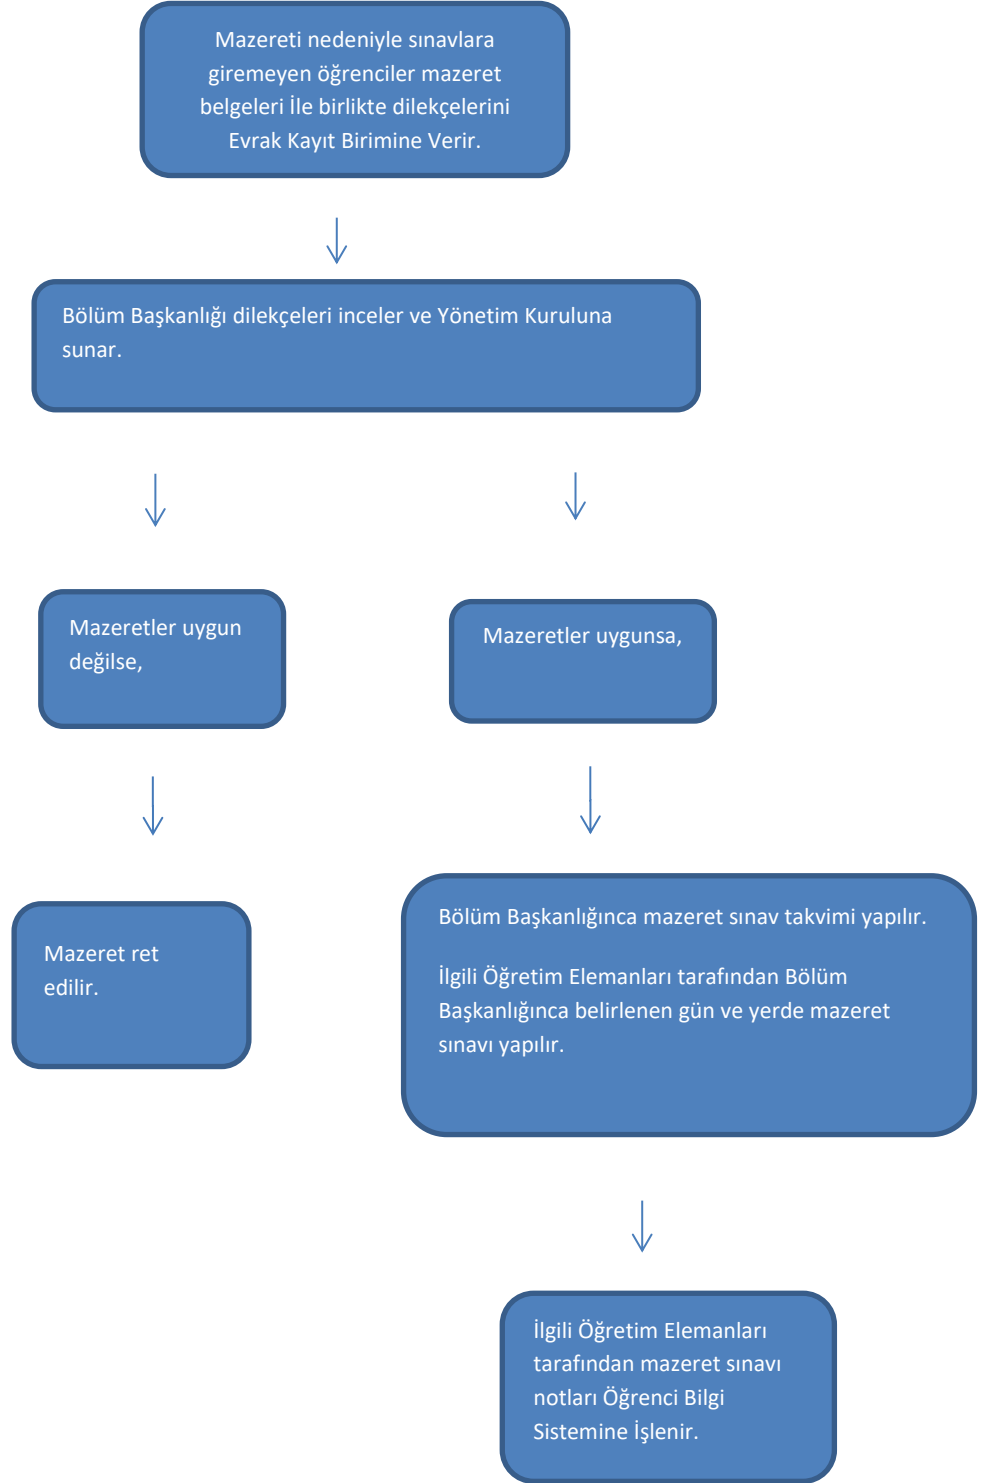 Mazereti nedeniyle sınavlara
giremeyen öğrenciler mazeret
belgeleri İle birlikte dilekçelerini
Evrak Kayıt Birimine Verir.
Bölüm Başkanlığı dilekçeleri inceler ve Yönetim Kuruluna
sunar.
Mazeretler uygun
değilse,
Mazeretler uygunsa,
Mazeret ret
edilir.
Bölüm Başkanlığınca mazeret sınav takvimi yapılır.
İlgili Öğretim Elemanları tarafından Bölüm
Başkanlığınca belirlenen gün ve yerde mazeret
sınavı yapılır.
İlgili Öğretim Elemanları
tarafından mazeret sınavı
notları Öğrenci Bilgi
Sistemine İşlenir.